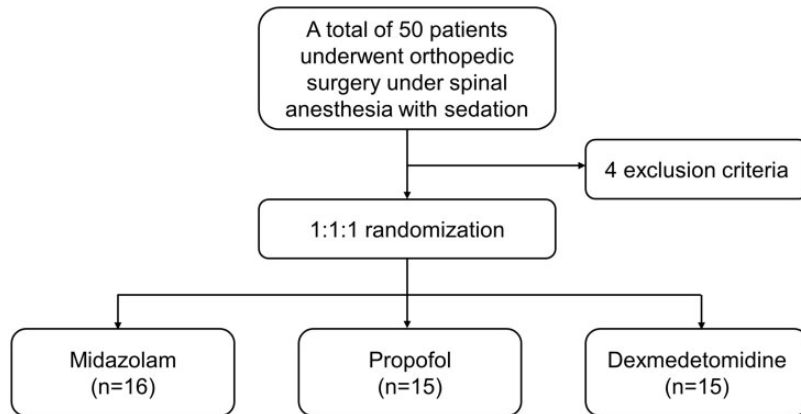 A total of 50 patients
underwent orthopedic
surgery under spinal
anesthesia with sedation
4 exclusion criteria
1:1:1 randomization
Midazolam
(n=16)
Propofol
(n=15)
Dexmedetomidine
(n=15)